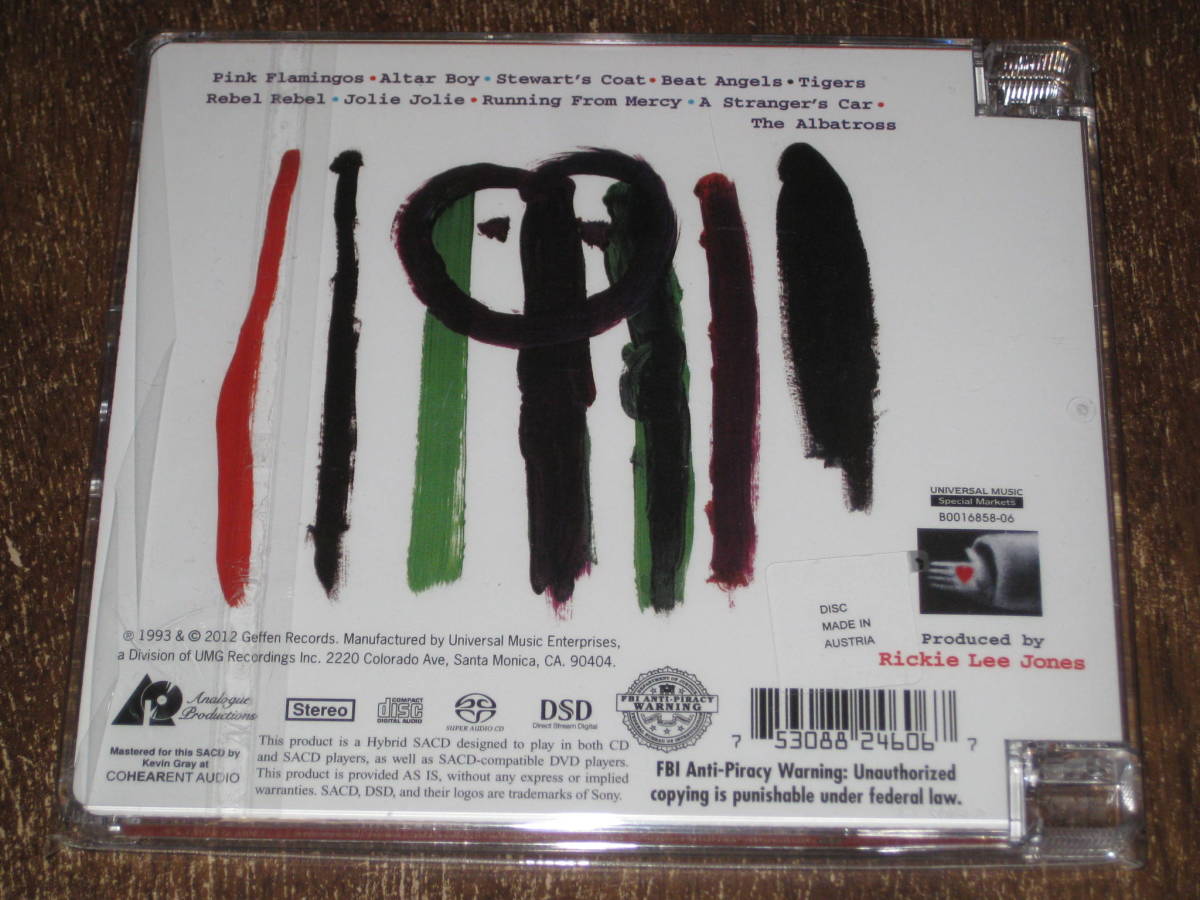 Pink Flamingos • Altar Boy • Stewart's Coat • Beat Angels • Tigers
Rebel Rebel • Jolie Jolie • Running From Mercy • A Stranger's Car •
The Albatross
UNIVERSAL MUSIC
Special Markets
B0016858-06
DISC
MADE IN
AUSTRIA
Produced by
Rickie Lee Jones
℗ 1993 & © 2012 Geffen Records. Manufactured by Universal Music Enterprises,
a Division of UMG Recordings Inc. 2220 Colorado Ave, Santa Monica, CA. 90404.
Analogue
Productions
Stereo
COMPACT
disc
DIGITAL AUDIO
SUPER AUDIO CD
DSD
Direct Stream Digital
FBI ANTI-PIRACY
WARNING
7 53088 24606 7
Mastered for this SACD by
Kevin Gray at
COHEARENT AUDIO
This product is a Hybrid SACD designed to play in both CD
and SACD players, as well as SACD-compatible DVD players.
This product is provided AS IS, without any express or implied
warranties. SACD, DSD, and their logos are trademarks of Sony.
FBI Anti-Piracy Warning: Unauthorized
copying is punishable under federal law.